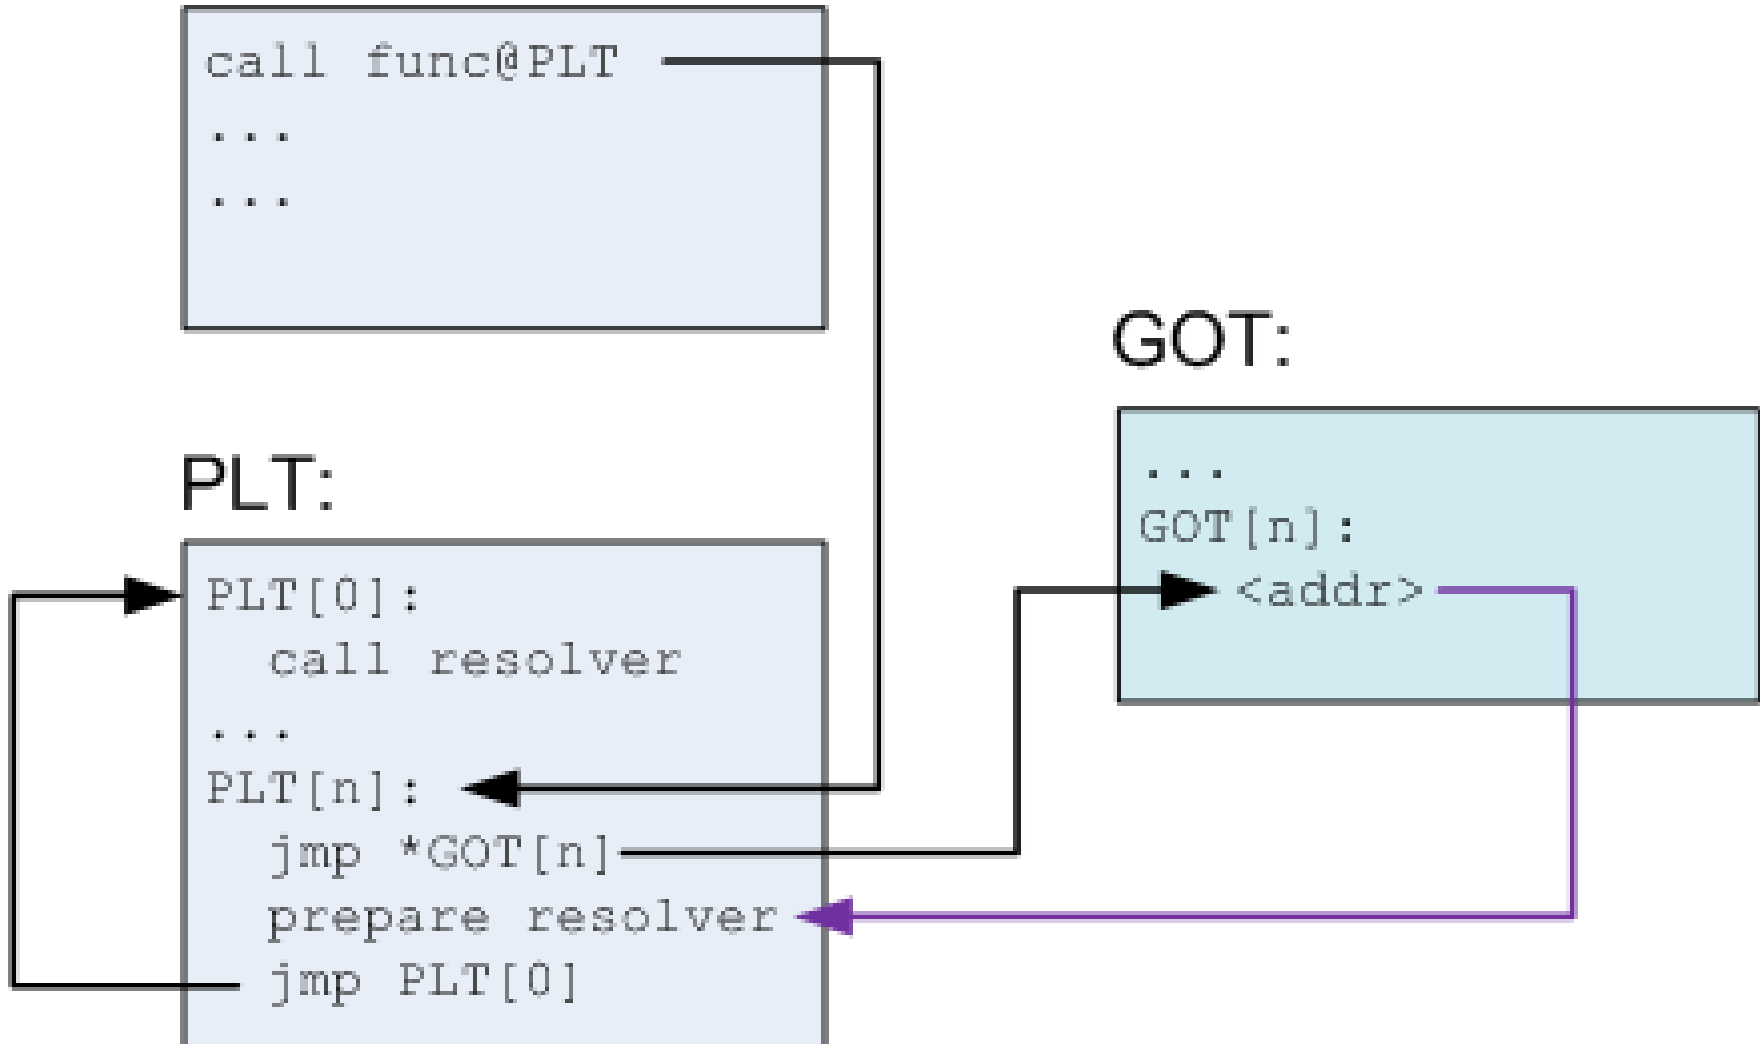 call func@PLT
...
...
PLT:
PLT[0]:
call resolver
...
PLT[n]:
jmp *GOT[n]
prepare resolver
jmp PLT[0]
GOT:
...
GOT[n]:
<addr>